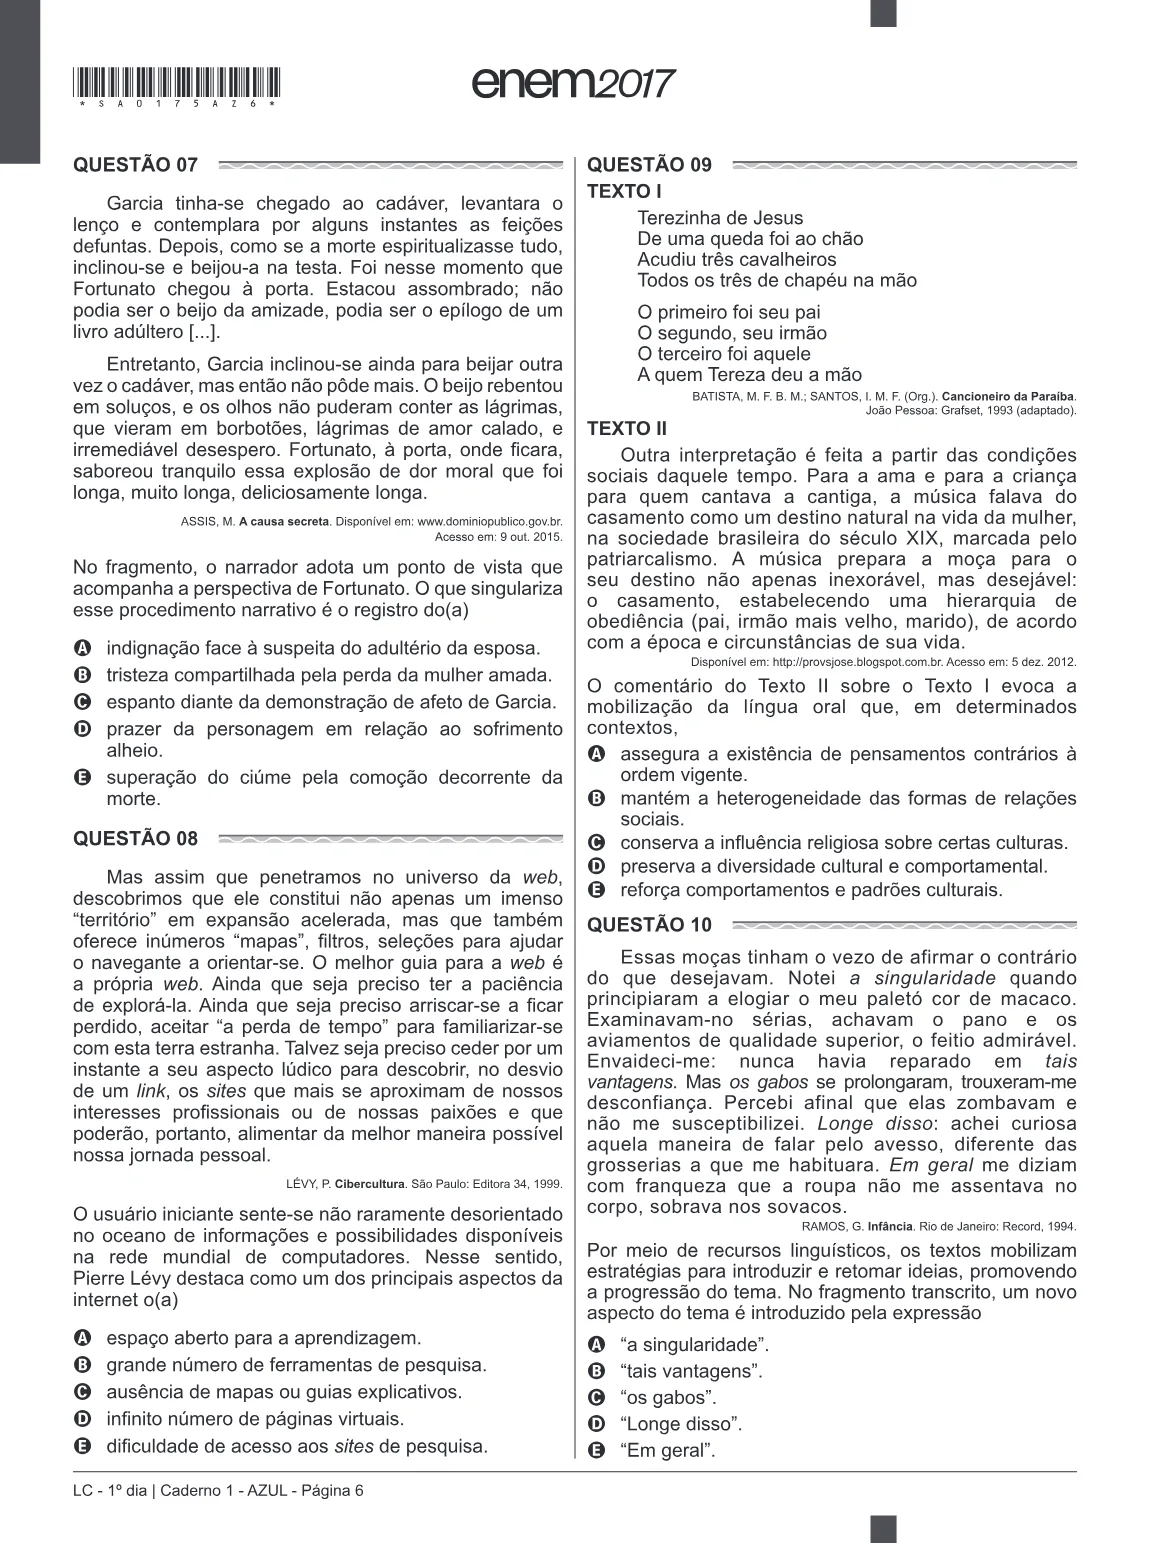 *SA0175AZ6*
enem2017
QUESTÃO 07
Garcia tinha-se chegado ao cadáver, levantara o
lenço e contemplara por alguns instantes as feições
defuntas. Depois, como se a morte espiritualizasse tudo,
inclinou-se e beijou-a na testa. Foi nesse momento que
Fortunato chegou à porta. Estacou assombrado; não
podia ser o beijo da amizade, podia ser o epílogo de um
livro adúltero [...].
Entretanto, Garcia inclinou-se ainda para beijar outra
vez o cadáver, mas então não pôde mais. O beijo rebentou
em soluços, e os olhos não puderam conter as lágrimas,
que vieram em borbotões, lágrimas de amor calado, e
irremediável desespero. Fortunato, à porta, onde ficara,
saboreou tranquilo essa explosão de dor moral que foi
longa, muito longa, deliciosamente longa.
ASSIS, M. A causa secreta. Disponível em: www.dominiopublico.gov.br.
Acesso em: 9 out. 2015.
No fragmento, o narrador adota um ponto de vista que
acompanha a perspectiva de Fortunato. O que singulariza
esse procedimento narrativo é o registro do(a)
A indignação face à suspeita do adultério da esposa.
B tristeza compartilhada pela perda da mulher amada.
C espanto diante da demonstração de afeto de Garcia.
D prazer da personagem em relação ao sofrimento
alheio.
E superação do ciúme pela comoção decorrente da
morte.
QUESTÃO 08
Mas assim que penetramos no universo da web,
descobrimos que ele constitui não apenas um imenso
“território” em expansão acelerada, mas que também
oferece inúmeros “mapas”, filtros, seleções para ajudar
o navegante a orientar-se. O melhor guia para a web é
a própria web. Ainda que seja preciso ter a paciência
de explorá-la. Ainda que seja preciso arriscar-se a ficar
perdido, aceitar “a perda de tempo” para familiarizar-se
com esta terra estranha. Talvez seja preciso ceder por um
instante a seu aspecto lúdico para descobrir, no desvio
de um link, os sites que mais se aproximam de nossos
interesses profissionais ou de nossas paixões e que
poderão, portanto, alimentar da melhor maneira possível
nossa jornada pessoal.
LÉVY, P. Cibercultura. São Paulo: Editora 34, 1999.
O usuário iniciante sente-se não raramente desorientado
no oceano de informações e possibilidades disponíveis
na rede mundial de computadores. Nesse sentido,
Pierre Lévy destaca como um dos principais aspectos da
internet o(a)
A espaço aberto para a aprendizagem.
B grande número de ferramentas de pesquisa.
C ausência de mapas ou guias explicativos.
D infinito número de páginas virtuais.
E dificuldade de acesso aos sites de pesquisa.
QUESTÃO 09
TEXTO I
Terezinha de Jesus
De uma queda foi ao chão
Acudiu três cavalheiros
Todos os três de chapéu na mão
O primeiro foi seu pai
O segundo, seu irmão
O terceiro foi aquele
A quem Tereza deu a mão
BATISTA, M. F. B. M.; SANTOS, I. M. F. (Org.). Cancioneiro da Paraíba.
João Pessoa: Grafset, 1993 (adaptado).
TEXTO II
Outra interpretação é feita a partir das condições
sociais daquele tempo. Para a ama e para a criança
para quem cantava a cantiga, a música falava do
casamento como um destino natural na vida da mulher,
na sociedade brasileira do século XIX, marcada pelo
patriarcalismo. A música prepara a moça para o
seu destino não apenas inexorável, mas desejável:
o casamento, estabelecendo uma hierarquia de
obediência (pai, irmão mais velho, marido), de acordo
com a época e circunstâncias de sua vida.
Disponível em: http://provsjose.blogspot.com.br. Acesso em: 5 dez. 2012.
O comentário do Texto II sobre o Texto I evoca a
mobilização da língua oral que, em determinados
contextos,
A assegura a existência de pensamentos contrários à
ordem vigente.
B mantém a heterogeneidade das formas de relações
sociais.
C conserva a influência religiosa sobre certas culturas.
D preserva a diversidade cultural e comportamental.
E reforça comportamentos e padrões culturais.
QUESTÃO 10
Essas moças tinham o vezo de afirmar o contrário
do que desejavam. Notei a singularidade quando
principiaram a elogiar o meu paletó cor de macaco.
Examinavam-no sérias, achavam o pano e os
aviamentos de qualidade superior, o feitio admirável.
Envaideci-me: nunca havia reparado em tais
vantagens. Mas os gabos se prolongaram, trouxeram-me
desconfiança. Percebi afinal que elas zombavam e
não me susceptibilizei. Longe disso: achei curiosa
aquela maneira de falar pelo avesso, diferente das
grosserias a que me habituara. Em geral me diziam
com franqueza que a roupa não me assentava no
corpo, sobrava nos sovacos.
RAMOS, G. Infância. Rio de Janeiro: Record, 1994.
Por meio de recursos linguísticos, os textos mobilizam
estratégias para introduzir e retomar ideias, promovendo
a progressão do tema. No fragmento transcrito, um novo
aspecto do tema é introduzido pela expressão
A “a singularidade”.
B “tais vantagens”.
C “os gabos”.
D “Longe disso”.
E “Em geral”.
LC - 1º dia | Caderno 1 - AZUL - Página 6